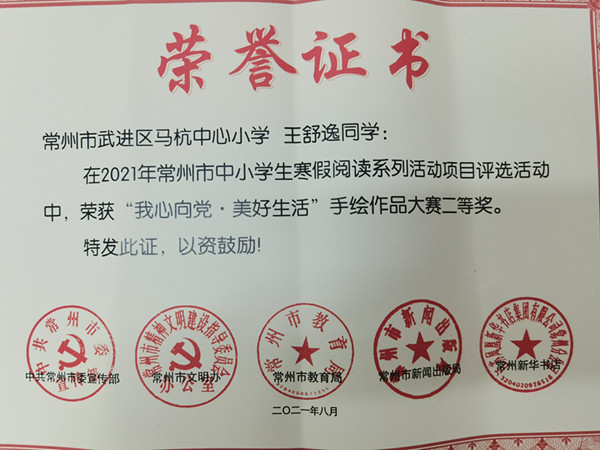 荣誉证书
常州市武进区马杭中心小学 王舒逸同学：
在2021年常州市中小学生寒假阅读系列活动项目评选活动
中，荣获“我心向党·美好生活”手绘作品大赛二等奖。
特发此证，以资鼓励!
中共常州市委宣传部 常州市文明办 常州市教育局 常州市新闻出版局 常州新华书店
二〇二一年八月